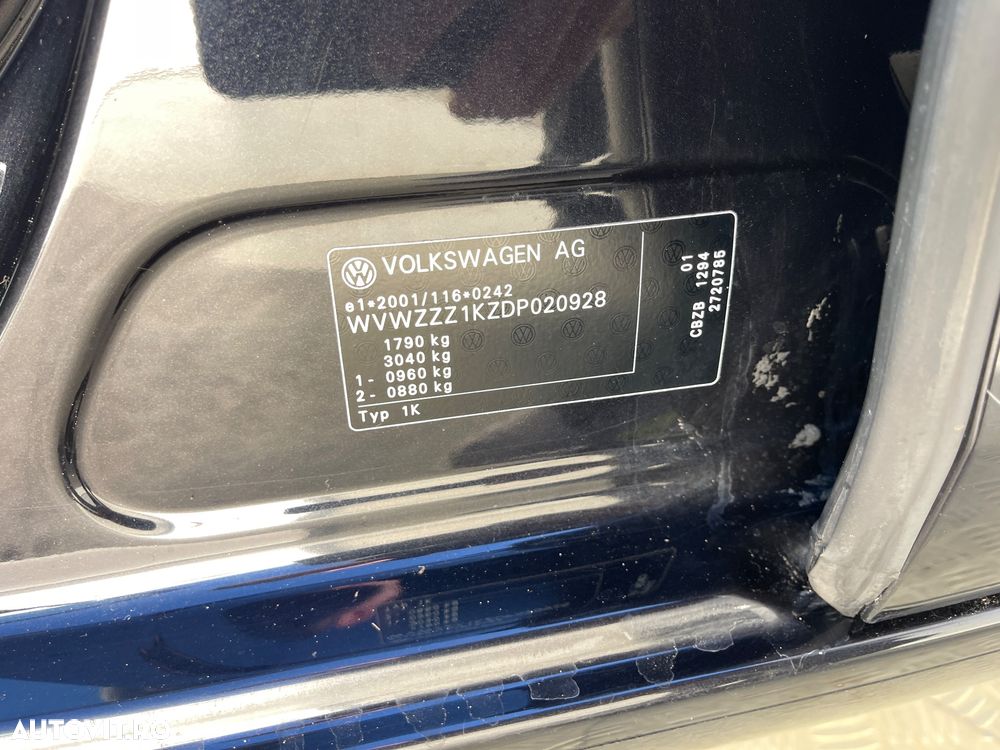 VOLKSWAGEN AG
e1*2001/116*0242
WVWZZZ1KZDP020928
1790 kg
3040 kg
1- 0960 kg
2- 0880 kg
Typ 1K
01
CBZB 1294
2720785
AUTOVIT.RO